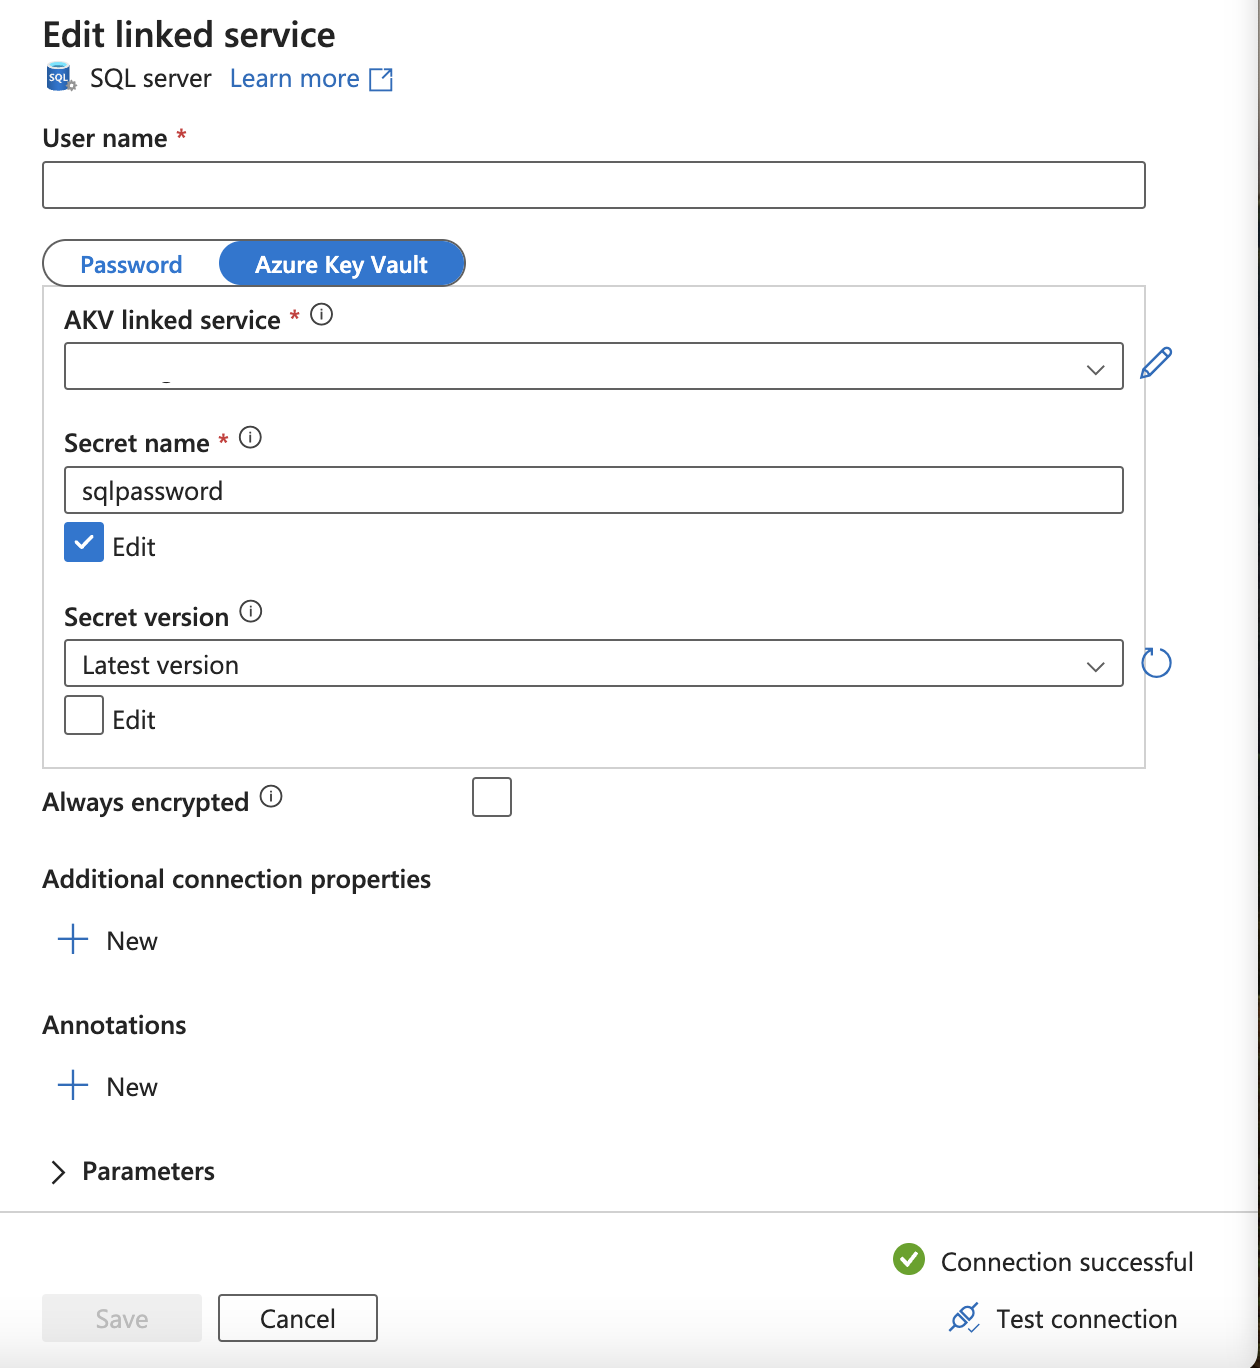 Edit linked service
SQL SQL server Learn more
User name *
Password Azure Key Vault
AKV linked service *
Secret name *
sqlpassword
Edit
Secret version
Latest version
Edit
Always encrypted
Additional connection properties
New
Annotations
New
Parameters
Connection successful
Save Cancel Test connection